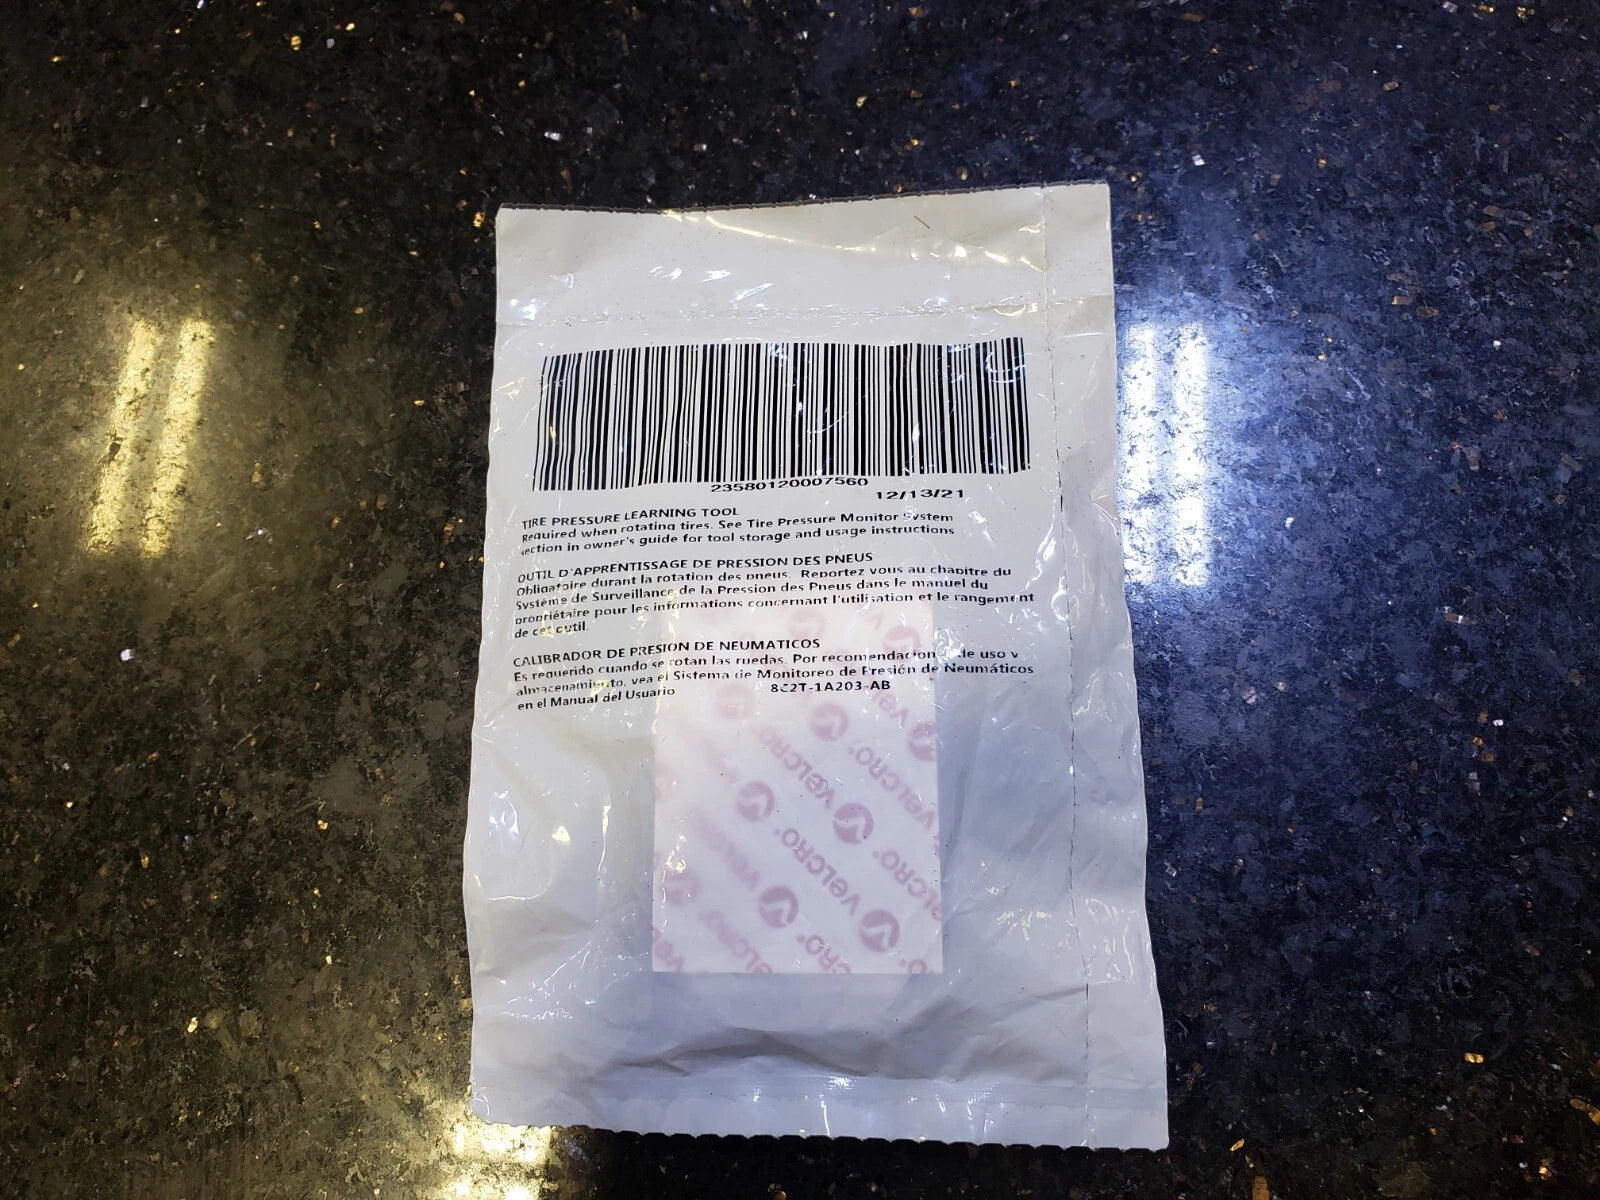 23580120007560
12/13/21
TIRE PRESSURE LEARNING TOOL
Required when rotating tires. See Tire Pressure Monitor System
section in owner's guide for tool storage and usage instructions
OUTIL D'APPRENTISSAGE DE PRESSION DES PNEUS
Obligatoire durant la rotation des pneus. Reportez vous au chapitre du
Système de Surveillance de la Pression des Pneus dans le manuel du
propriétaire pour les informations concernant l'utilisation et le rangement
de cet outil.
CALIBRADOR DE PRESION DE NEUMATICOS
Es requerido cuando se rotan las ruedas. Por recomendaciones de uso y
almacenamiento, vea el Sistema de Monitoreo de Presión de Neumáticos
en el Manual del Usuario 8C2T-1A203-AB
VELCRO
VELCRO
VELCRO
VELCRO
VELCRO